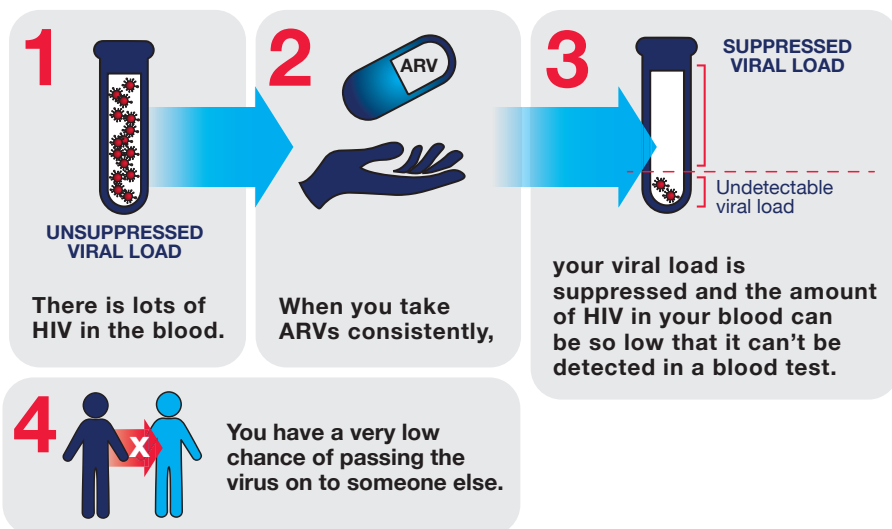 1
UNSUPPRESSED
VIRAL LOAD
There is lots of
HIV in the blood.
2
ARV
When you take
ARVs consistently,
3
SUPPRESSED
VIRAL LOAD
Undetectable
viral load
your viral load is
suppressed and the amount
of HIV in your blood can
be so low that it can’t be
detected in a blood test.
4
X
You have a very low
chance of passing the
virus on to someone else.